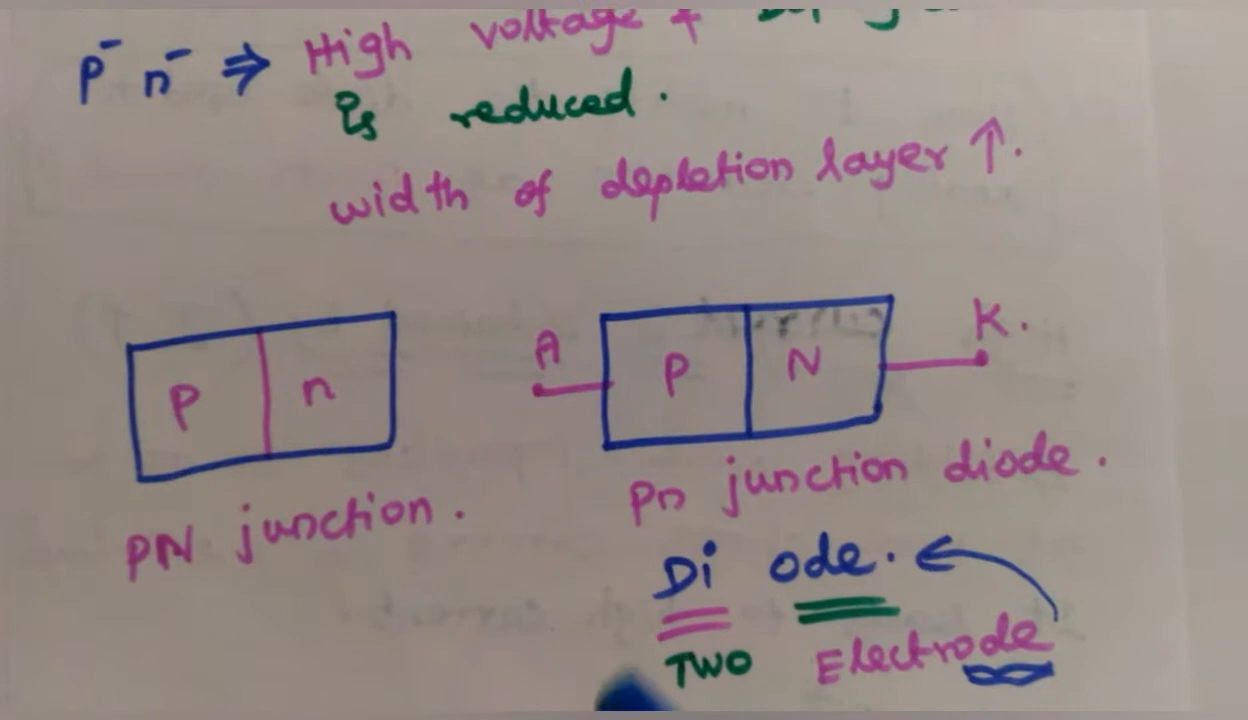 p⁻ n⁻ ⇒ High voltage &
is reduced.
width of depletion layer ↑.
P n
A P N K.
PN junction.
Pn junction diode.
Di ode. ←
TWO Electrode